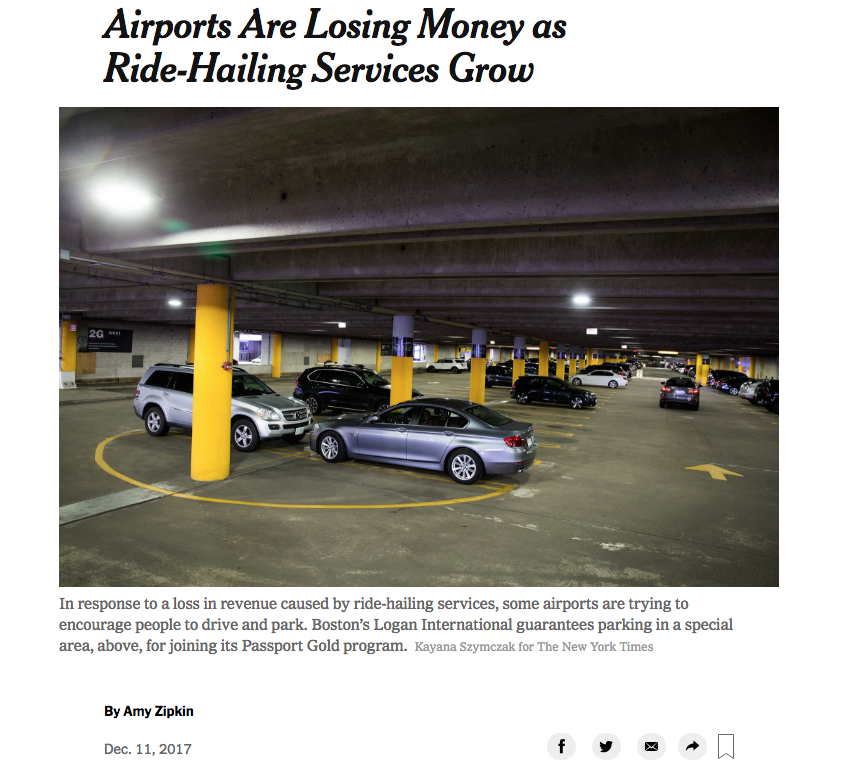 Airports Are Losing Money as
Ride-Hailing Services Grow
2G west
In response to a loss in revenue caused by ride-hailing services, some airports are trying to
encourage people to drive and park. Boston’s Logan International guarantees parking in a special
area, above, for joining its Passport Gold program. Kayana Szymczak for The New York Times
By Amy Zipkin
Dec. 11, 2017